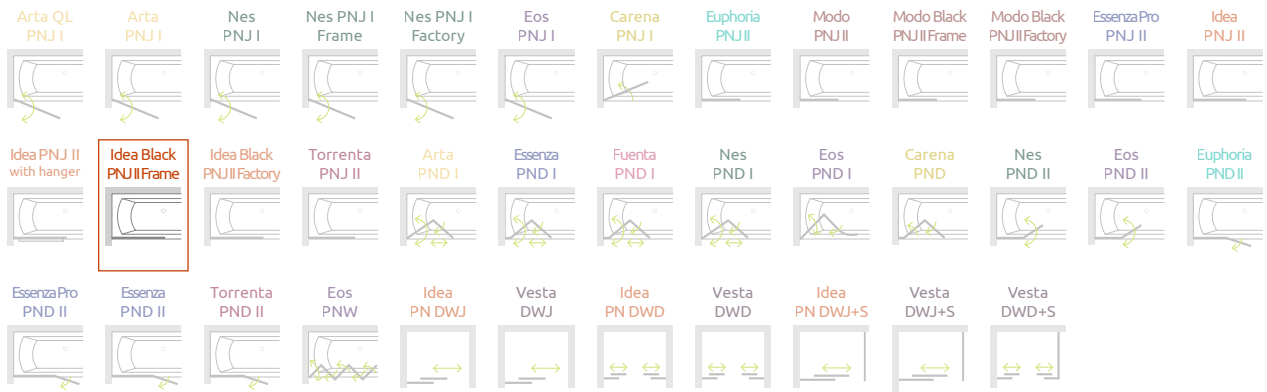 Arta QL
PNJ I
Arta
PNJ I
Nes
PNJ I
Nes PNJ I
Frame
Nes PNJ I
Factory
Eos
PNJ I
Carena
PNJ I
Euphoria
PNJ II
Modo
PNJ II
Modo Black
PNJ II Frame
Modo Black
PNJ II Factory
Essenza Pro
PNJ II
Idea
PNJ II
Idea PNJ II
with hanger
Idea Black
PNJ II Frame
Idea Black
PNJ II Factory
Torrenta
PNJ II
Arta
PND I
Essenza
PND I
Fuenta
PND I
Nes
PND I
Eos
PND I
Carena
PND
Nes
PND II
Eos
PND II
Euphoria
PND II
Essenza Pro
PND II
Essenza
PND II
Torrenta
PND II
Eos
PNW
Idea
PN DWJ
Vesta
DWJ
Idea
PN DWD
Vesta
DWD
Idea
PN DWJ+S
Vesta
DWJ+S
Vesta
DWD+S